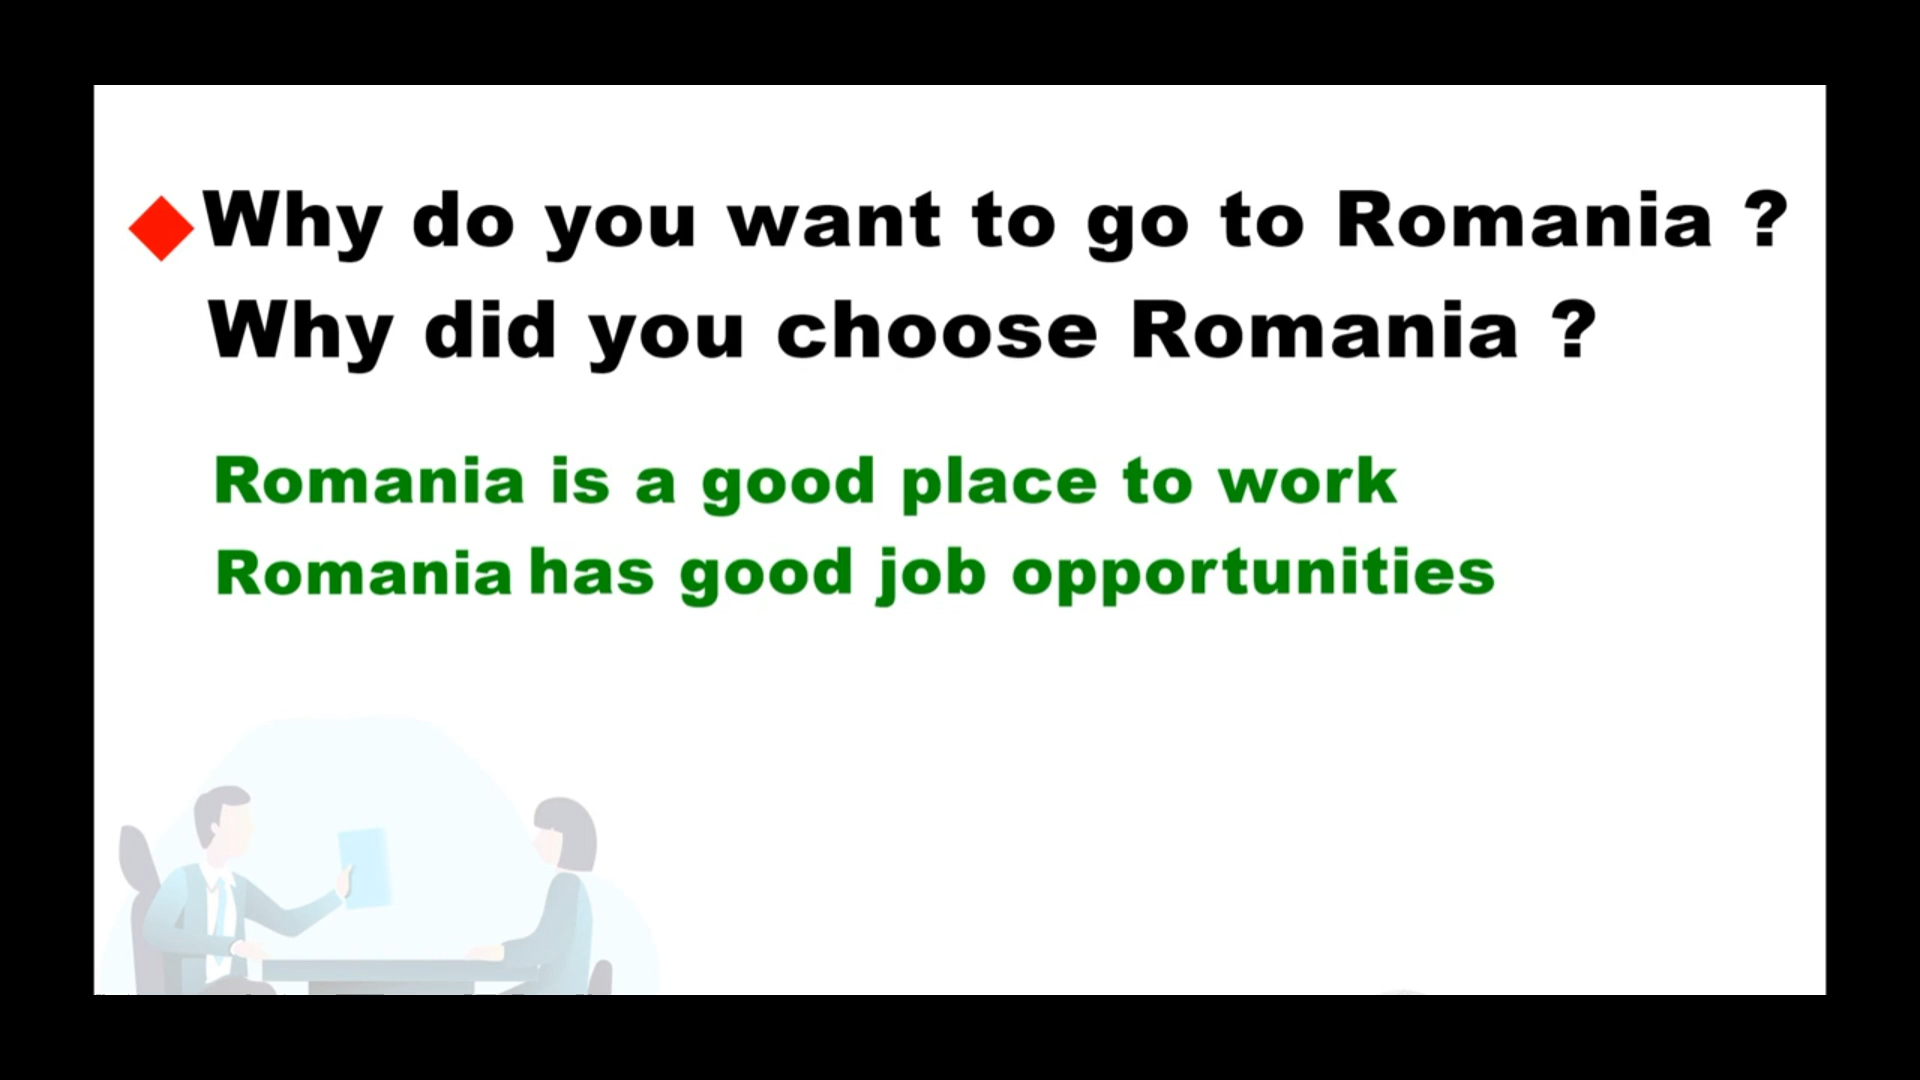 Why do you want to go to Romania ?
Why did you choose Romania ?
Romania is a good place to work
Romania has good job opportunities